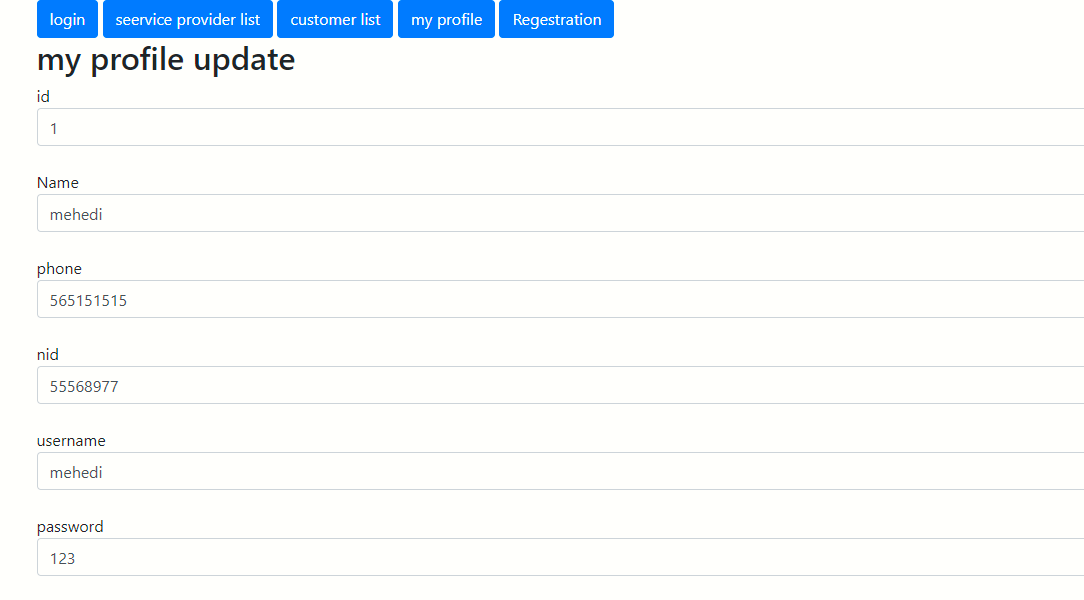 login seervice provider list customer list my profile Regestration
my profile update
id
1
Name
mehedi
phone
565151515
nid
55568977
username
mehedi
password
123